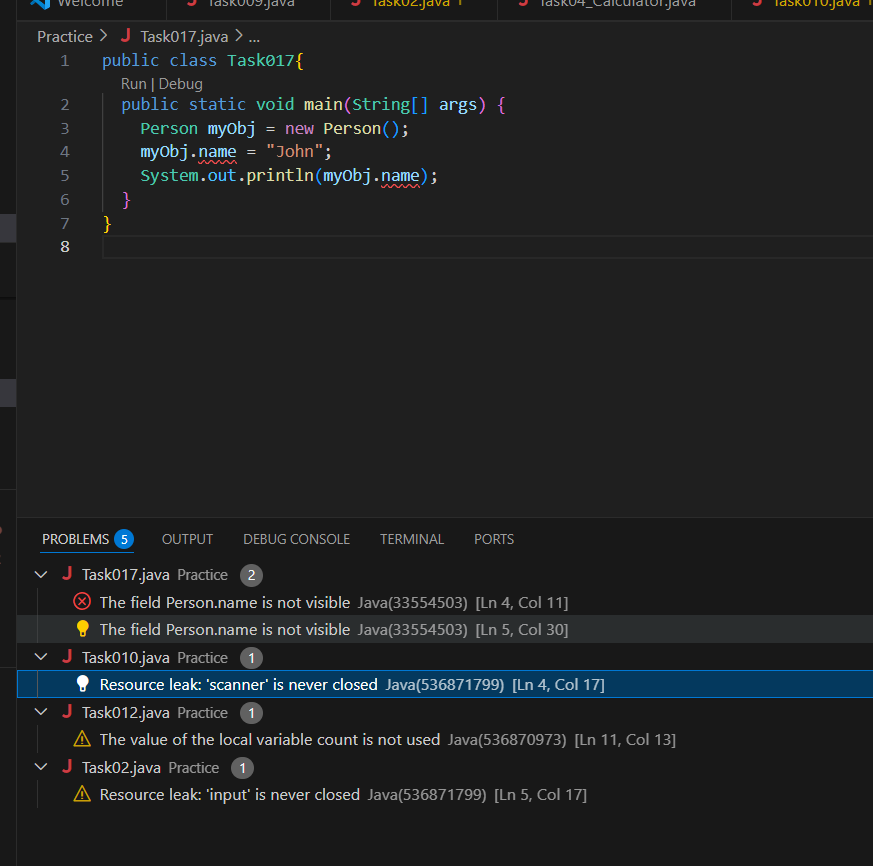 Welcome Task009.java Task02.java 1 Task04_Calculator.java Task010.java 1
Practice > Task017.java > ...
1 public class Task017{
Run | Debug
2 public static void main(String[] args) {
3 Person myObj = new Person();
4 myObj.name = "John";
5 System.out.println(myObj.name);
6 }
7 }
8
PROBLEMS 5 OUTPUT DEBUG CONSOLE TERMINAL PORTS
Task017.java Practice 2
The field Person.name is not visible Java(33554503) [Ln 4, Col 11]
The field Person.name is not visible Java(33554503) [Ln 5, Col 30]
Task010.java Practice 1
Resource leak: 'scanner' is never closed Java(536871799) [Ln 4, Col 17]
Task012.java Practice 1
The value of the local variable count is not used Java(536870973) [Ln 11, Col 13]
Task02.java Practice 1
Resource leak: 'input' is never closed Java(536871799) [Ln 5, Col 17]